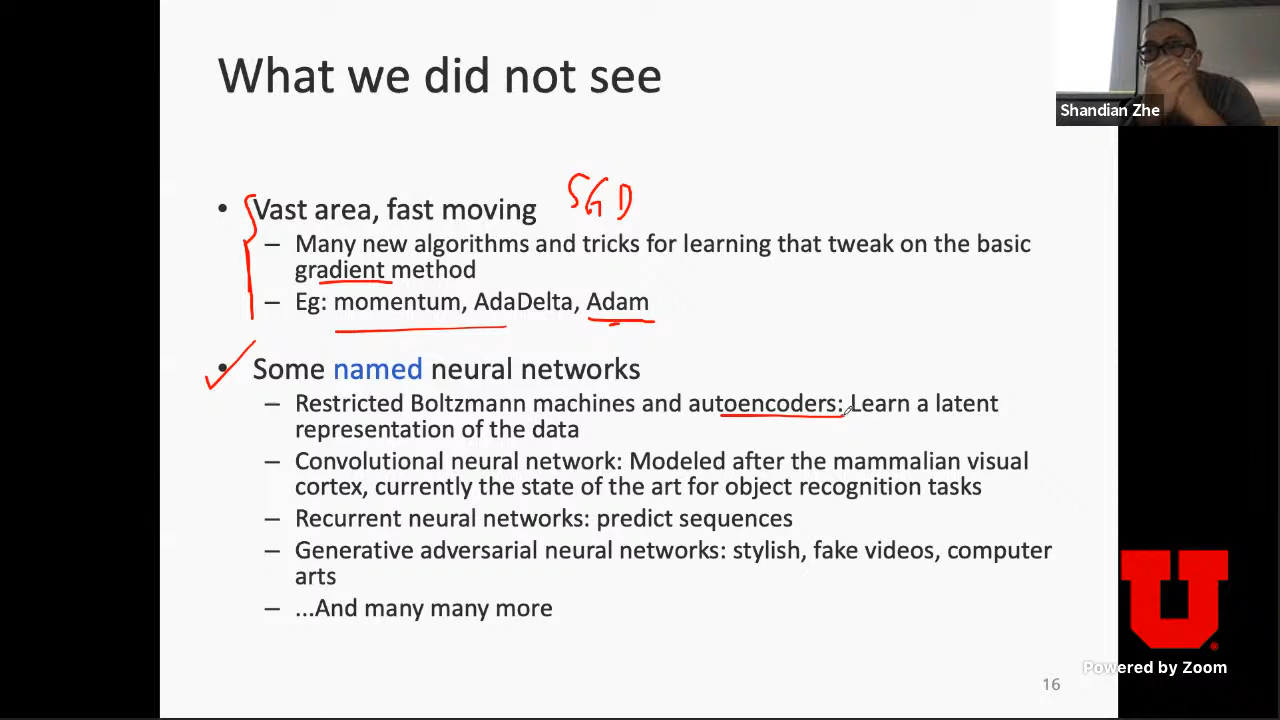 What we did not see
Shandian Zhe
• Vast area, fast moving SGD
– Many new algorithms and tricks for learning that tweak on the basic
gradient method
– Eg: momentum, AdaDelta, Adam
• Some named neural networks
– Restricted Boltzmann machines and autoencoders: Learn a latent
representation of the data
– Convolutional neural network: Modeled after the mammalian visual
cortex, currently the state of the art for object recognition tasks
– Recurrent neural networks: predict sequences
– Generative adversarial neural networks: stylish, fake videos, computer
arts
– ...And many many more
U
®
Powered by Zoom
16